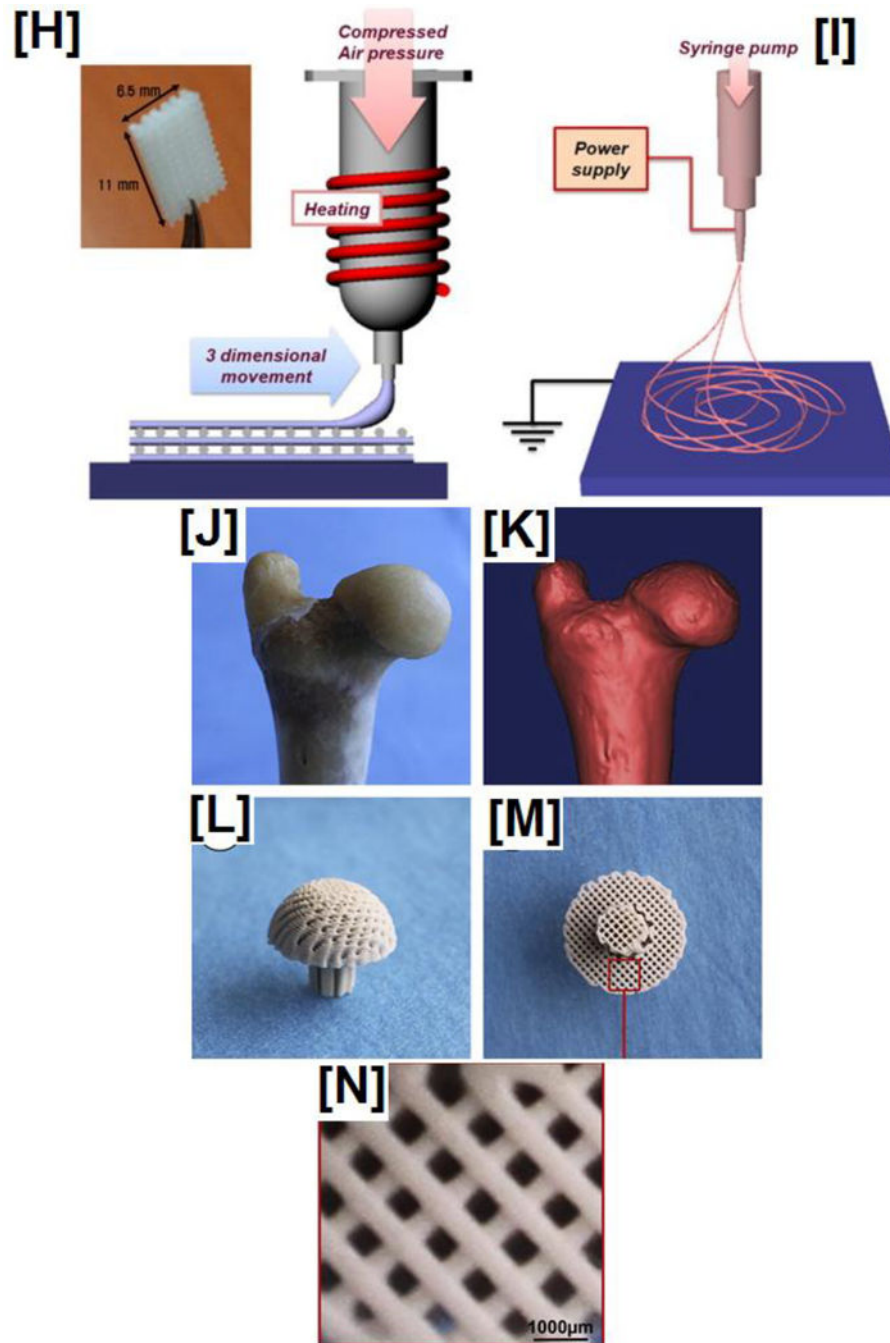 [H]
Compressed
Air pressure
Syringe pump
[I]
6.5 mm
11 mm
Power
supply
Heating
3 dimensional
movement
[J]
[K]
[L]
[M]
[N]
1000µm